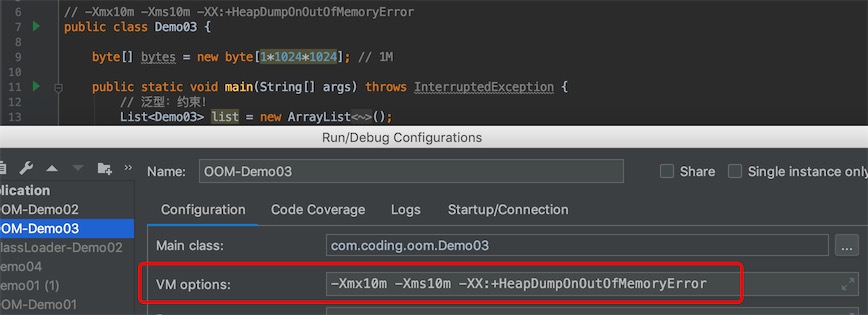 6 // -Xmx10m -Xms10m -XX:+HeapDumpOnOutOfMemoryError
7 public class Demo03 {
8
9 byte[] bytes = new byte[1*1024*1024]; // 1M
10
11 public static void main(String[] args) throws InterruptedException {
12 // 泛型：约束！
13 List<Demo03> list = new ArrayList<~>();
Run/Debug Configurations
»
Name: OOM-Demo03
Share
Single instance only
plication
OM-Demo02
OM-Demo03
lassLoader-Demo02
emo04
emo01 (1)
OM-Demo01
Configuration Code Coverage Logs Startup/Connection
Main class: com.coding.oom.Demo03 ...
VM options: -Xmx10m -Xms10m -XX:+HeapDumpOnOutOfMemoryError